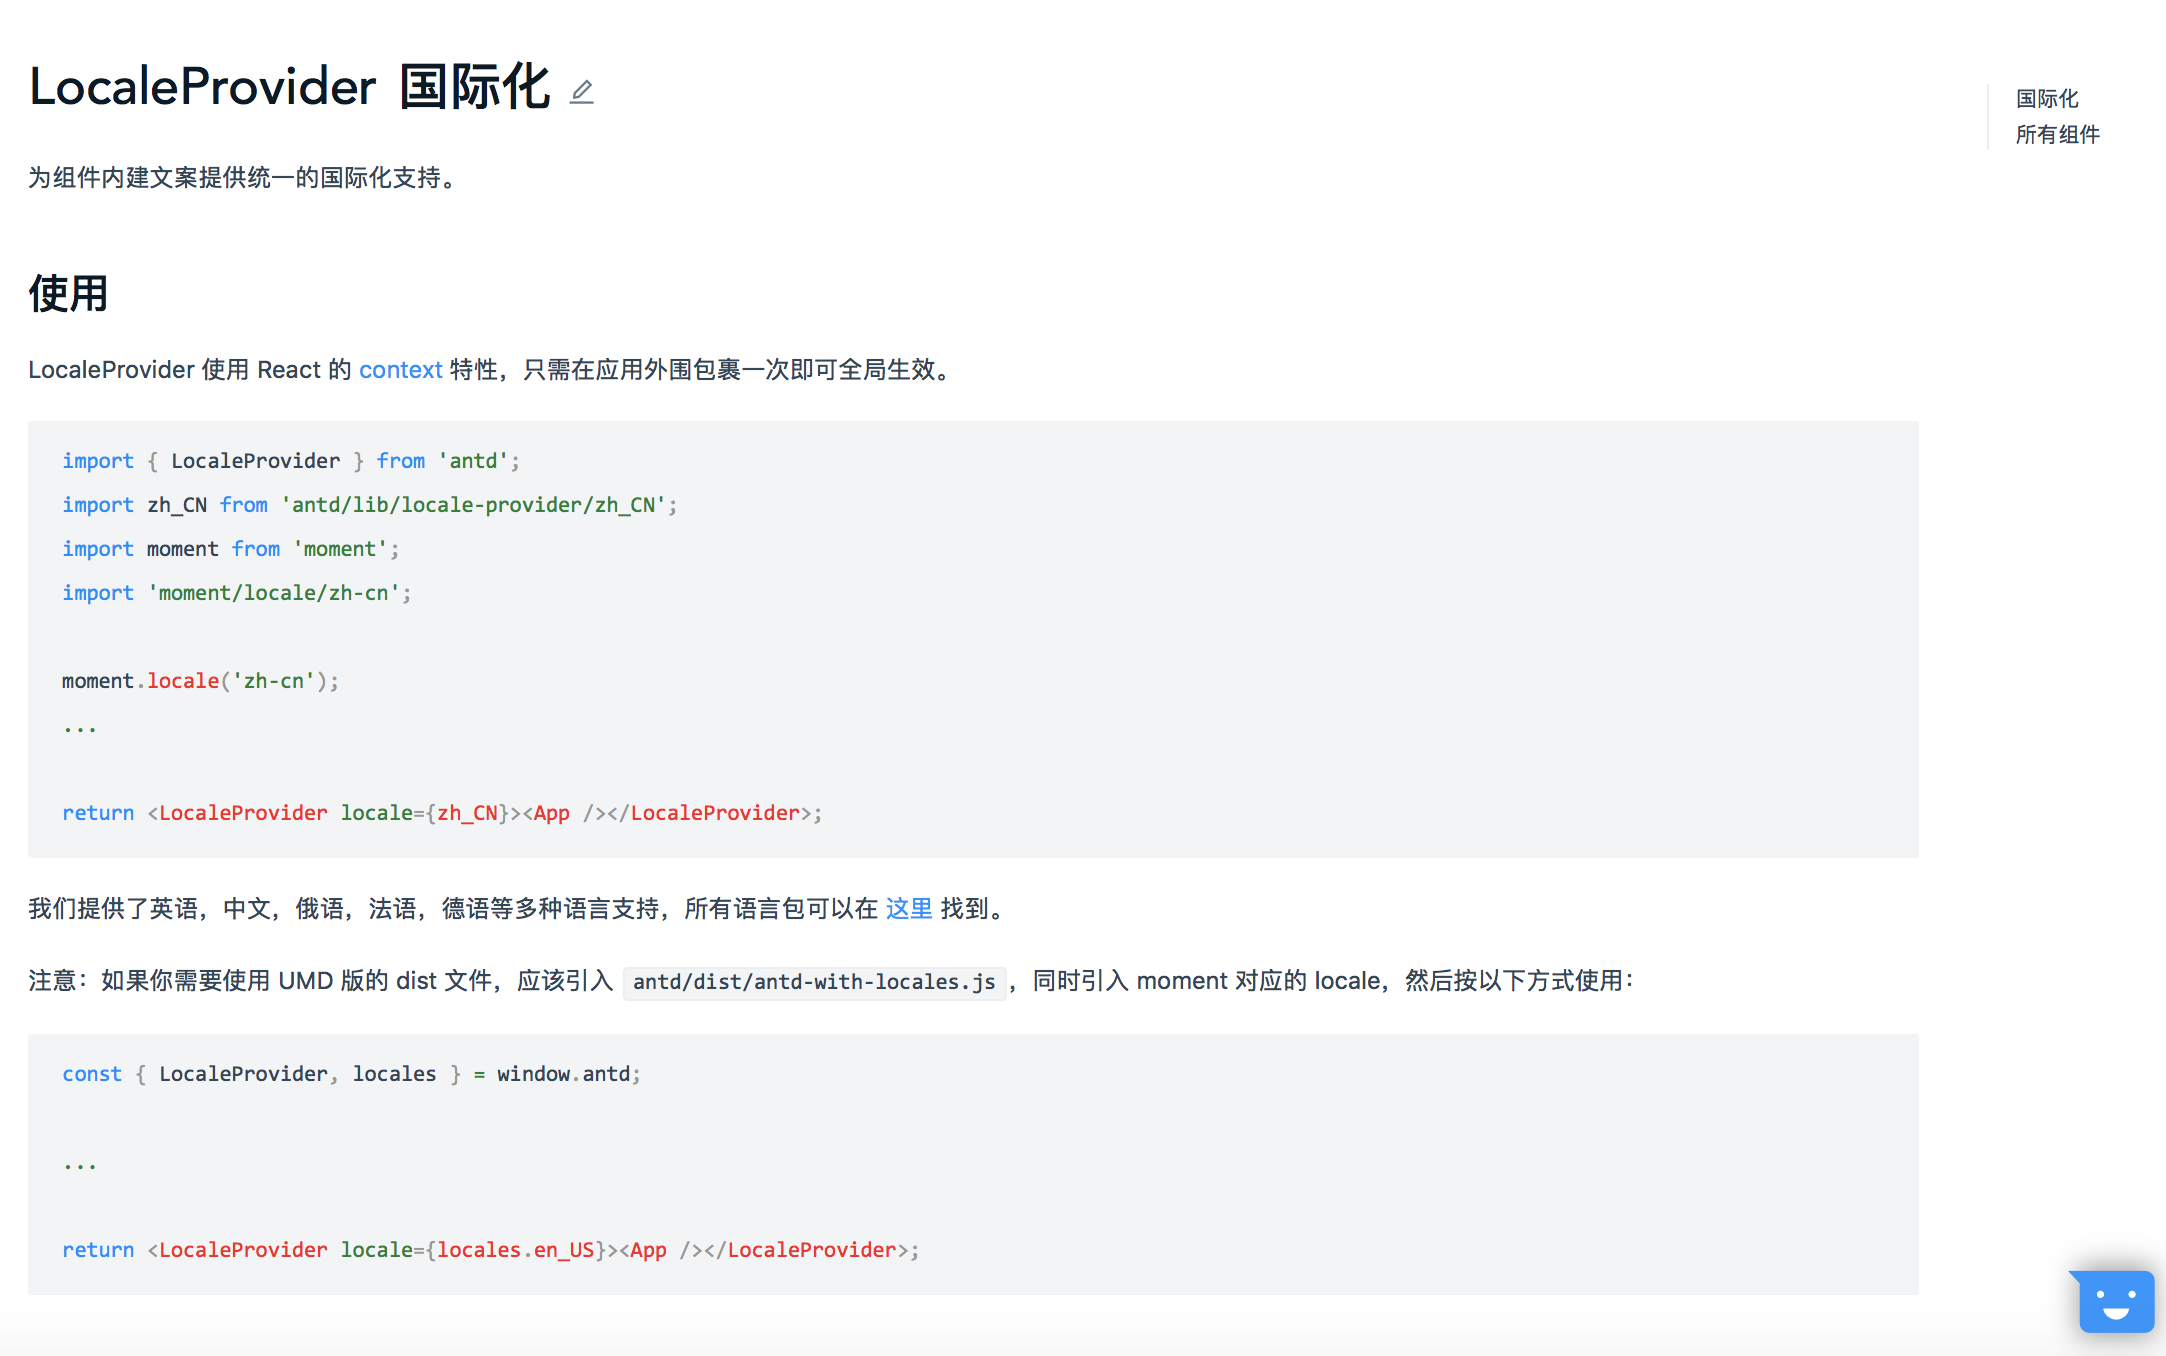 LocaleProvider 国际化
国际化
所有组件
为组件内建文案提供统一的国际化支持。
使用
LocaleProvider 使用 React 的 context 特性，只需在应用外围包裹一次即可全局生效。
import { LocaleProvider } from 'antd';
import zh_CN from 'antd/lib/locale-provider/zh_CN';
import moment from 'moment';
import 'moment/locale/zh-cn';
moment.locale('zh-cn');
...
return <LocaleProvider locale={zh_CN}><App /></LocaleProvider>;
我们提供了英语，中文，俄语，法语，德语等多种语言支持，所有语言包可以在 这里 找到。
注意：如果你需要使用 UMD 版的 dist 文件，应该引入 antd/dist/antd-with-locales.js，同时引入 moment 对应的 locale，然后按以下方式使用：
const { LocaleProvider, locales } = window.antd;
...
return <LocaleProvider locale={locales.en_US}><App /></LocaleProvider>;